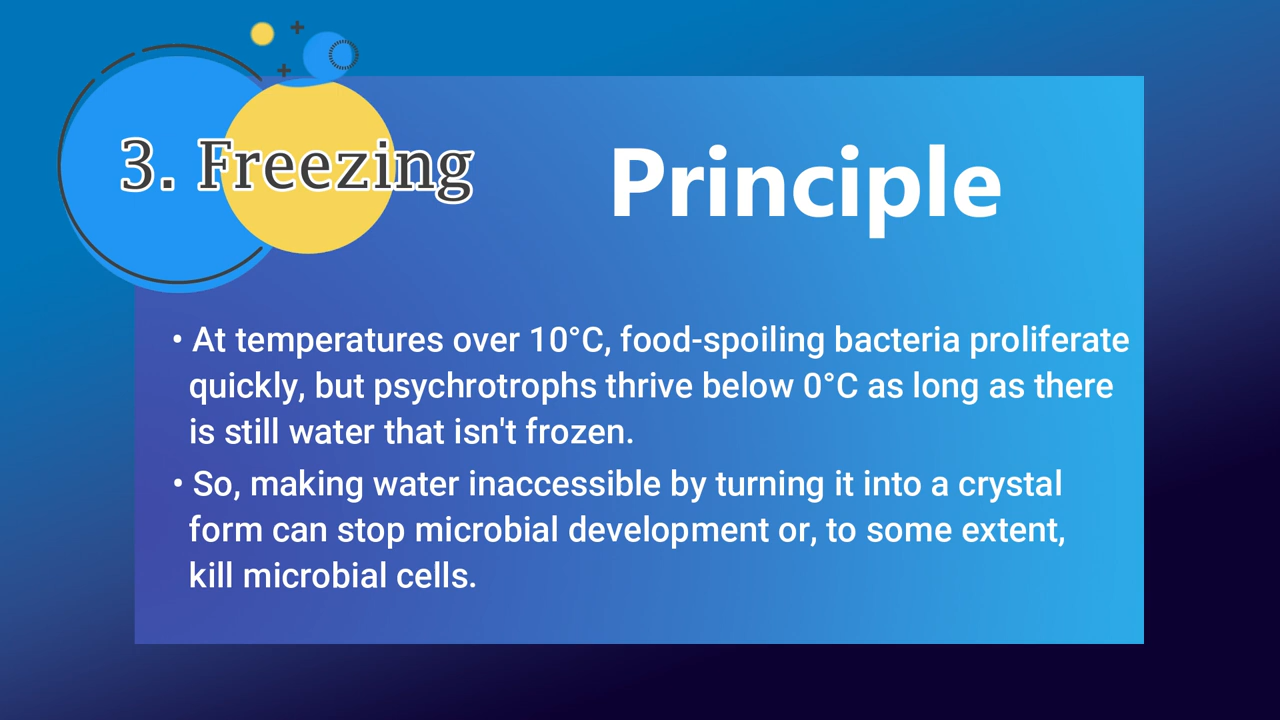 3. Freezing
Principle
• At temperatures over 10°C, food-spoiling bacteria proliferate
quickly, but psychrotrophs thrive below 0°C as long as there
is still water that isn't frozen.
• So, making water inaccessible by turning it into a crystal
form can stop microbial development or, to some extent,
kill microbial cells.